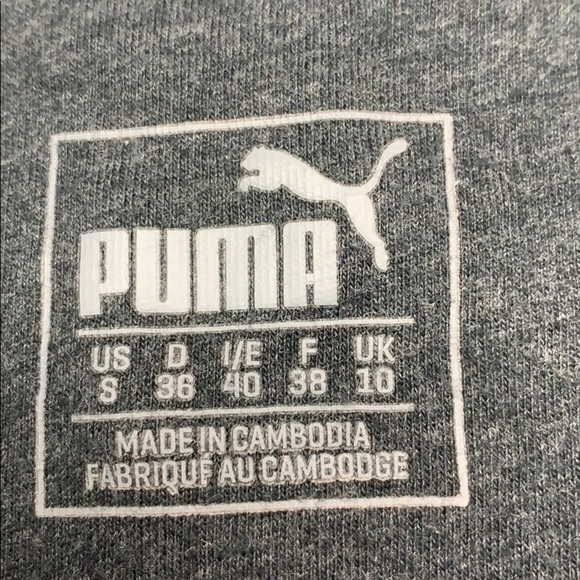 PUMA
US D I/E F UK
S 36 40 38 10
MADE IN CAMBODIA
FABRIQUÉ AU CAMBODGE